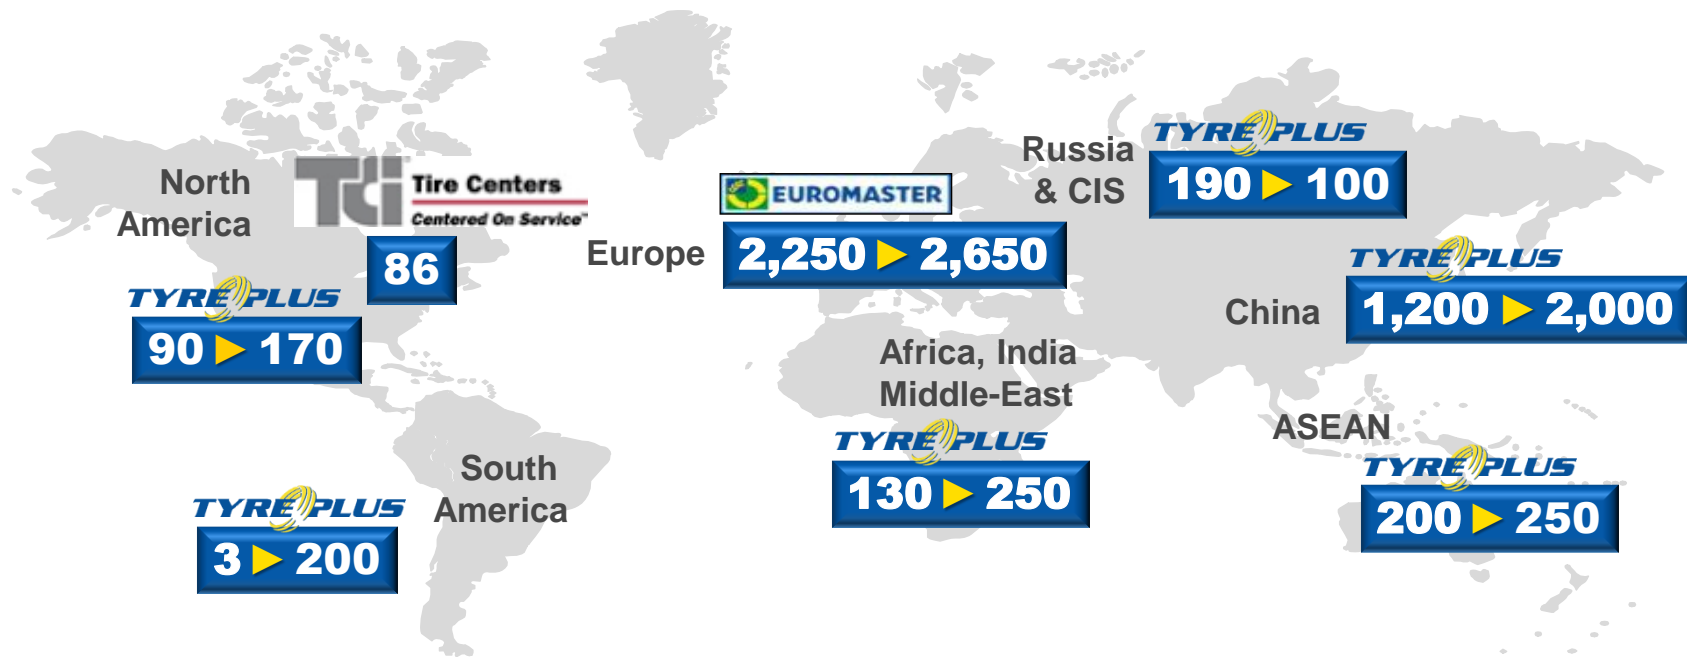 North
America
TCi Tire Centers
Centered On Service™
86
TYREPLUS
90 ▶ 170
South
America
TYREPLUS
3 ▶ 200
EUROMASTER
Europe
2,250 ▶ 2,650
Africa, India
Middle-East
TYREPLUS
130 ▶ 250
Russia
& CIS
TYREPLUS
190 ▶ 100
China
TYREPLUS
1,200 ▶ 2,000
ASEAN
TYREPLUS
200 ▶ 250